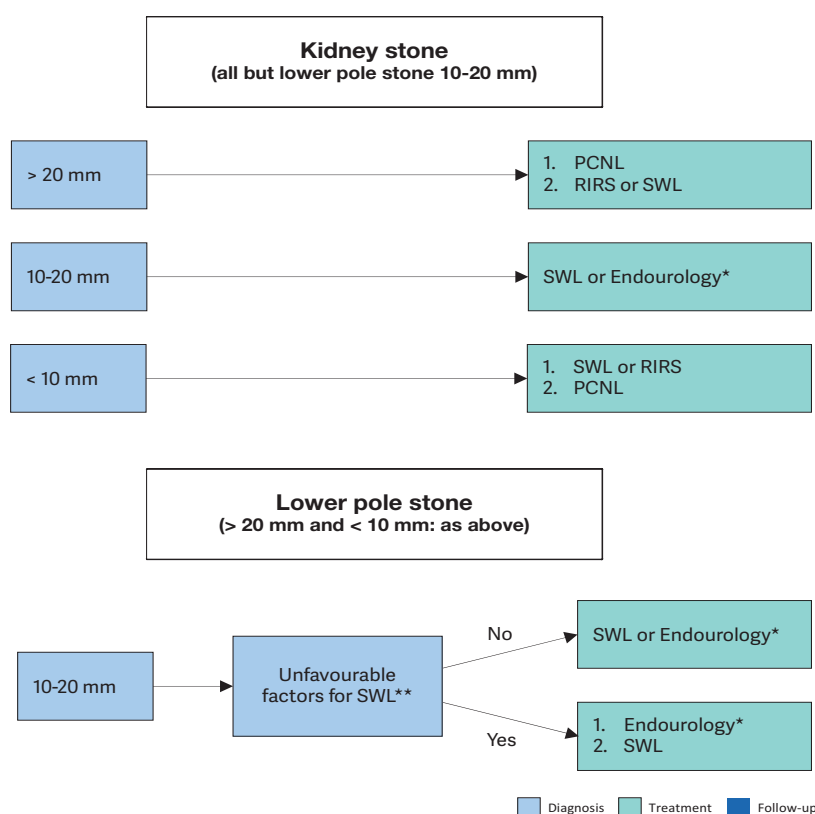 Kidney stone
(all but lower pole stone 10-20 mm)
> 20 mm
1. PCNL
2. RIRS or SWL
10-20 mm
SWL or Endourology*
< 10 mm
1. SWL or RIRS
2. PCNL
Lower pole stone
(> 20 mm and < 10 mm: as above)
10-20 mm
Unfavourable
factors for SWL**
No
SWL or Endourology*
Yes
1. Endourology*
2. SWL
Diagnosis
Treatment
Follow-up